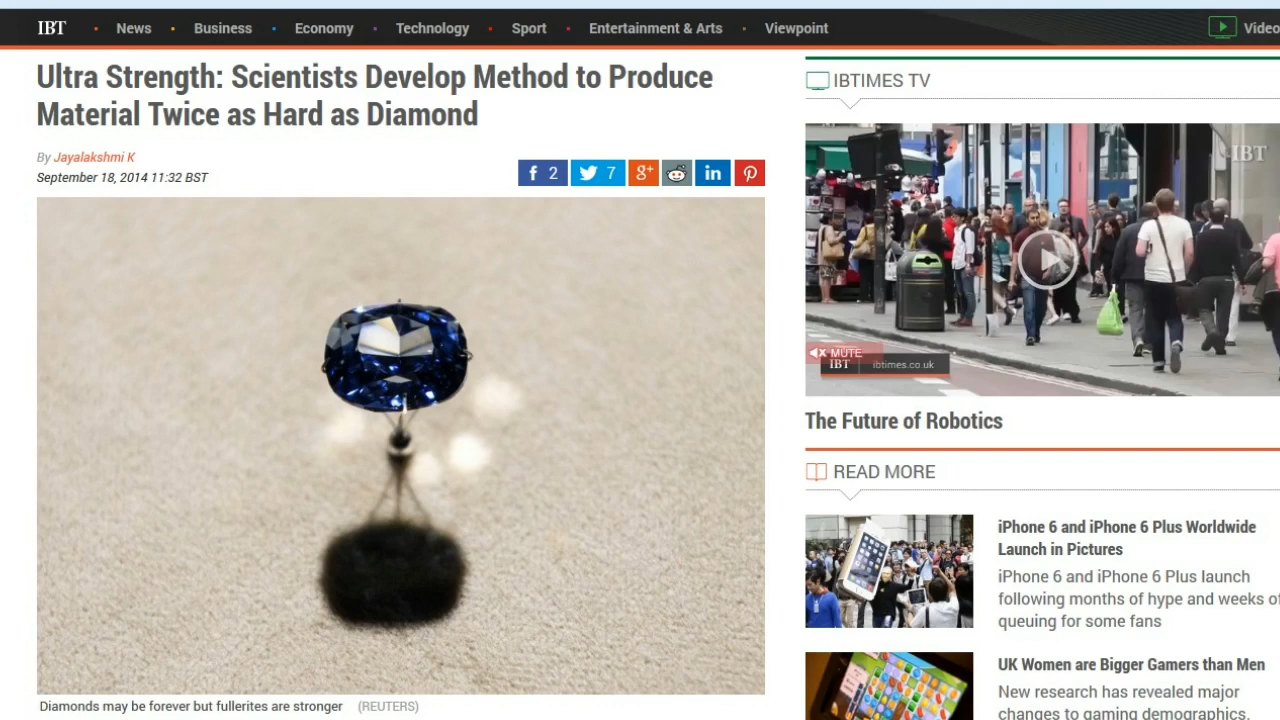 IBT
News
Business
Economy
Technology
Sport
Entertainment & Arts
Viewpoint
Video
Ultra Strength: Scientists Develop Method to Produce
Material Twice as Hard as Diamond
By Jayalakshmi K
September 18, 2014 11:32 BST
2
7
Diamonds may be forever but fullerites are stronger (REUTERS)
IBTIMES TV
IBT
MUTE
IBT ibtimes.co.uk
The Future of Robotics
READ MORE
iPhone 6 and iPhone 6 Plus Worldwide
Launch in Pictures
iPhone 6 and iPhone 6 Plus launch
following months of hype and weeks of
queuing for some fans
UK Women are Bigger Gamers than Men
New research has revealed major
changes to gaming demographics.